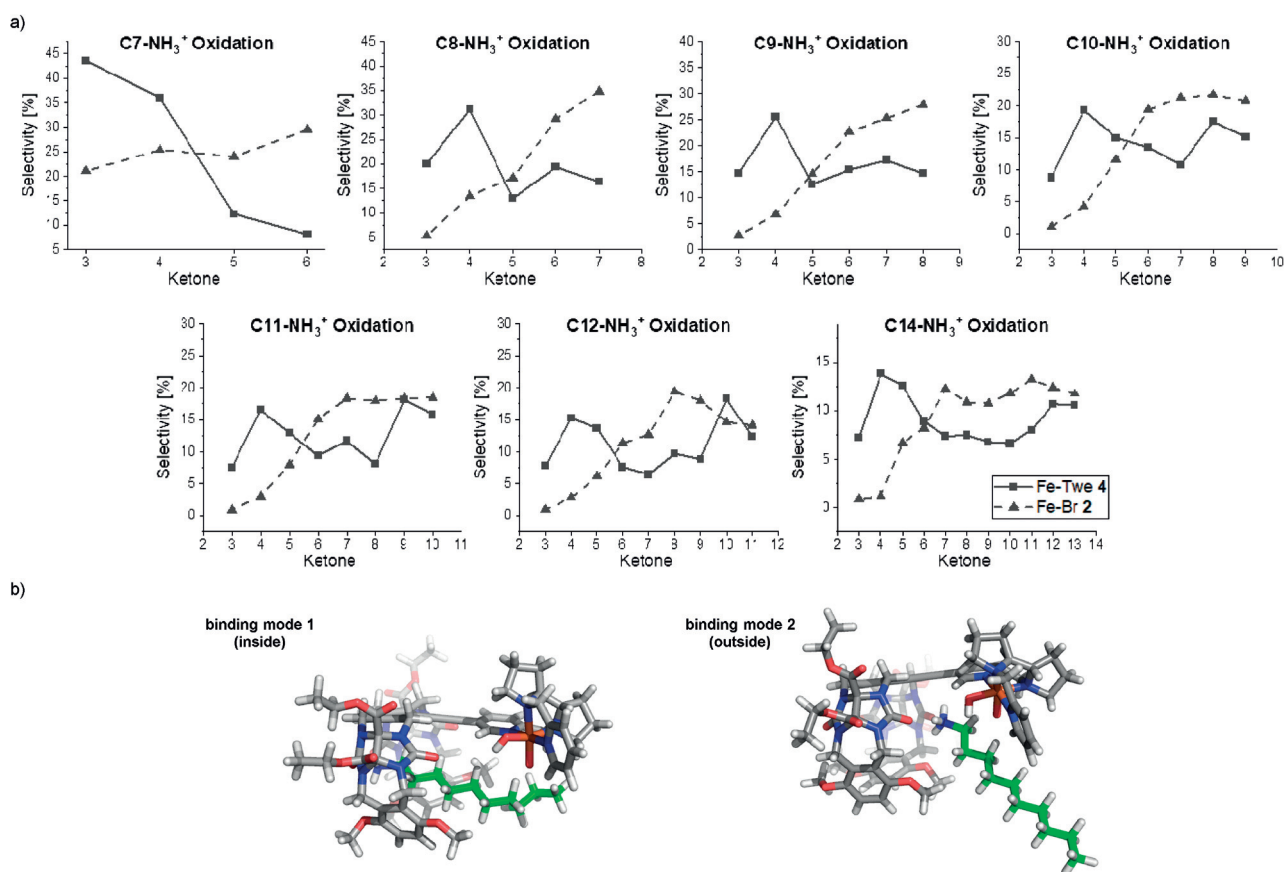 a)
C7-NH₃⁺ Oxidation
45
40
35
30
25
20
15
10
5
Selectivity [%]
3 4 5 6
Ketone
C8-NH₃⁺ Oxidation
40
35
30
25
20
15
10
5
Selectivity [%]
2 3 4 5 6 7 8
Ketone
C9-NH₃⁺ Oxidation
40
35
30
25
20
15
10
5
0
Selectivity [%]
2 3 4 5 6 7 8 9
Ketone
C10-NH₃⁺ Oxidation
30
25
20
15
10
5
0
Selectivity [%]
2 3 4 5 6 7 8 9 10
Ketone
C11-NH₃⁺ Oxidation
30
25
20
15
10
5
0
Selectivity [%]
2 3 4 5 6 7 8 9 10 11
Ketone
C12-NH₃⁺ Oxidation
30
25
20
15
10
5
0
Selectivity [%]
2 3 4 5 6 7 8 9 10 11 12
Ketone
C14-NH₃⁺ Oxidation
15
10
5
0
Selectivity [%]
2 3 4 5 6 7 8 9 10 11 12 13 14
Ketone
Fe-Twe 4
Fe-Br 2
b)
binding mode 1
(inside)
binding mode 2
(outside)